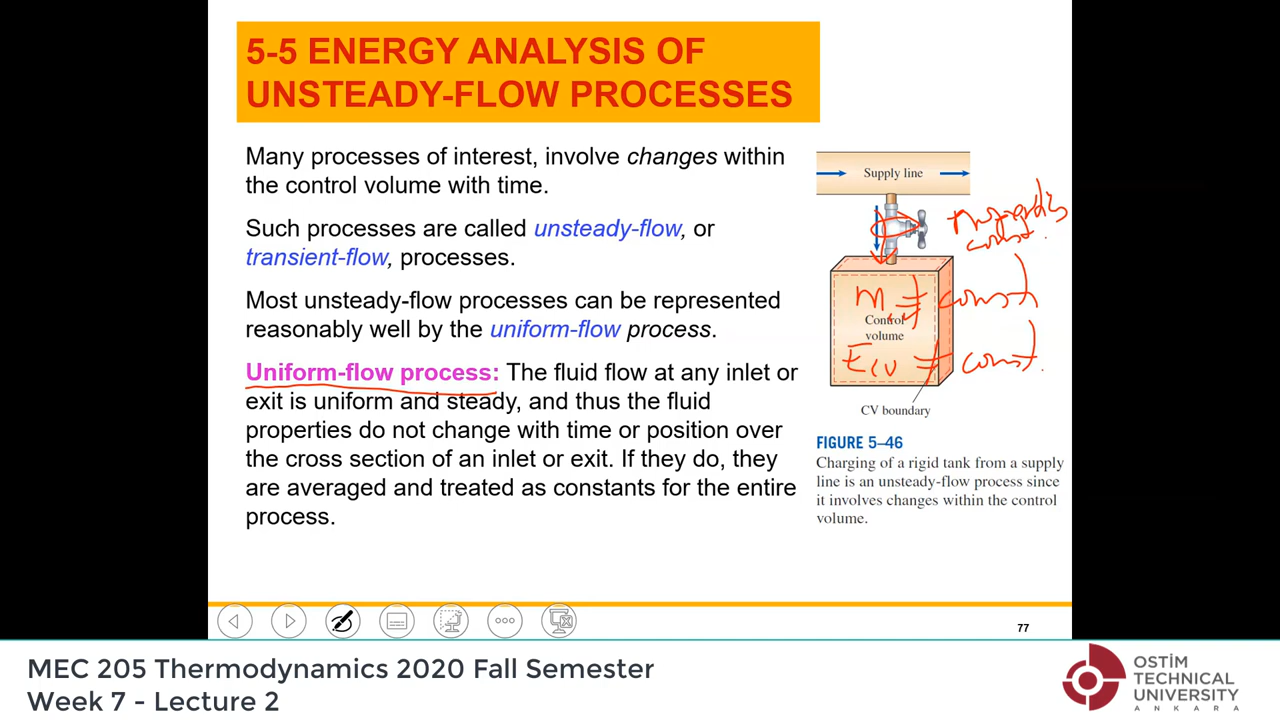 5-5 ENERGY ANALYSIS OF
UNSTEADY-FLOW PROCESSES
Many processes of interest, involve changes within
the control volume with time.
Such processes are called unsteady-flow, or
transient-flow, processes.
Most unsteady-flow processes can be represented
reasonably well by the uniform-flow process.
Uniform-flow process: The fluid flow at any inlet or
exit is uniform and steady, and thus the fluid
properties do not change with time or position over
the cross section of an inlet or exit. If they do, they
are averaged and treated as constants for the entire
process.
Supply line
const
m ≠ const
Control
volume
Ecv ≠ const.
CV boundary
FIGURE 5–46
Charging of a rigid tank from a supply
line is an unsteady-flow process since
it involves changes within the control
volume.
77
MEC 205 Thermodynamics 2020 Fall Semester
Week 7 - Lecture 2
OSTİM
TECHNICAL
UNIVERSITY
ANKARA